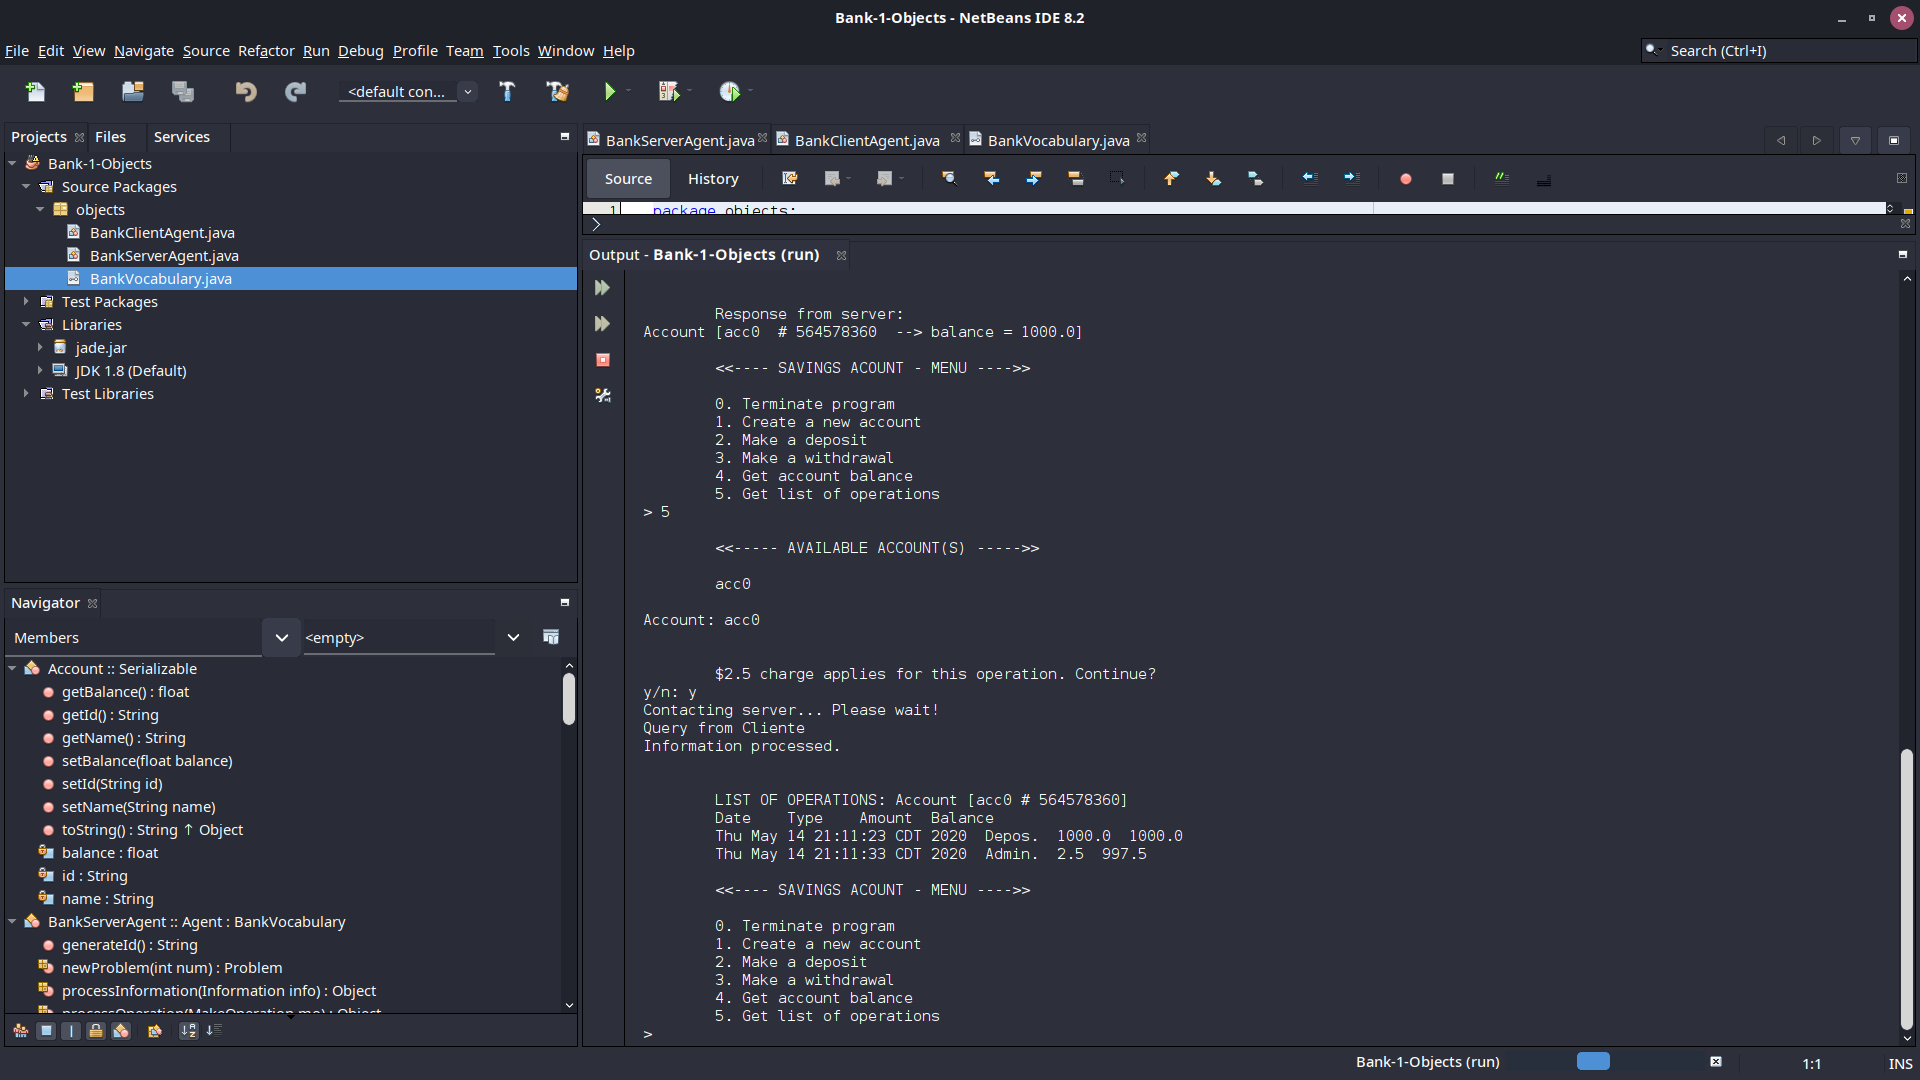 Bank-1-Objects - NetBeans IDE 8.2
File Edit View Navigate Source Refactor Run Debug Profile Team Tools Window Help
Search (Ctrl+I)
<default con...
Projects Files Services
Bank-1-Objects
Source Packages
objects
BankClientAgent.java
BankServerAgent.java
BankVocabulary.java
Test Packages
Libraries
jade.jar
JDK 1.8 (Default)
Test Libraries
Navigator
Members <empty>
Account :: Serializable
getBalance() : float
getId() : String
getName() : String
setBalance(float balance)
setId(String id)
setName(String name)
toString() : String ↑ Object
balance : float
id : String
name : String
BankServerAgent :: Agent : BankVocabulary
generateId() : String
newProblem(int num) : Problem
processInformation(Information info) : Object
processOperation(MakeOperation mo) : Object
BankServerAgent.java BankClientAgent.java BankVocabulary.java
Source History
1 package objects;
Output - Bank-1-Objects (run)
Response from server:
Account [acc0  # 564578360  --> balance = 1000.0]
<<---- SAVINGS ACOUNT - MENU ---->>
0. Terminate program
1. Create a new account
2. Make a deposit
3. Make a withdrawal
4. Get account balance
5. Get list of operations
> 5
<<----- AVAILABLE ACCOUNT(S) ----->>
acc0
Account: acc0
$2.5 charge applies for this operation. Continue?
y/n: y
Contacting server... Please wait!
Query from Cliente
Information processed.
LIST OF OPERATIONS: Account [acc0 # 564578360]
Date    Type    Amount  Balance
Thu May 14 21:11:23 CDT 2020  Depos.  1000.0  1000.0
Thu May 14 21:11:33 CDT 2020  Admin.  2.5  997.5
<<---- SAVINGS ACOUNT - MENU ---->>
0. Terminate program
1. Create a new account
2. Make a deposit
3. Make a withdrawal
4. Get account balance
5. Get list of operations
>
Bank-1-Objects (run)
1:1
INS